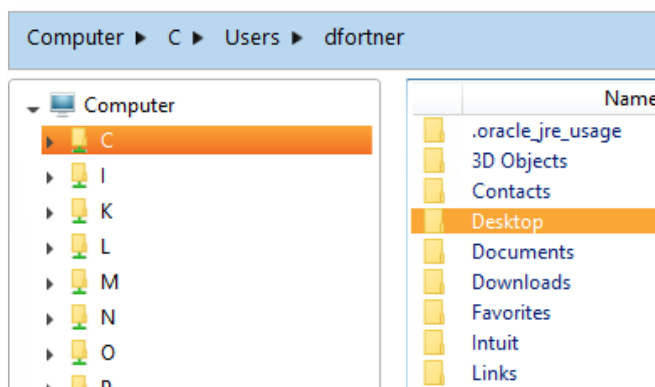 Computer C Users dfortner
Computer
C
I
K
L
M
N
O
Name
.oracle_jre_usage
3D Objects
Contacts
Desktop
Documents
Downloads
Favorites
Intuit
Links